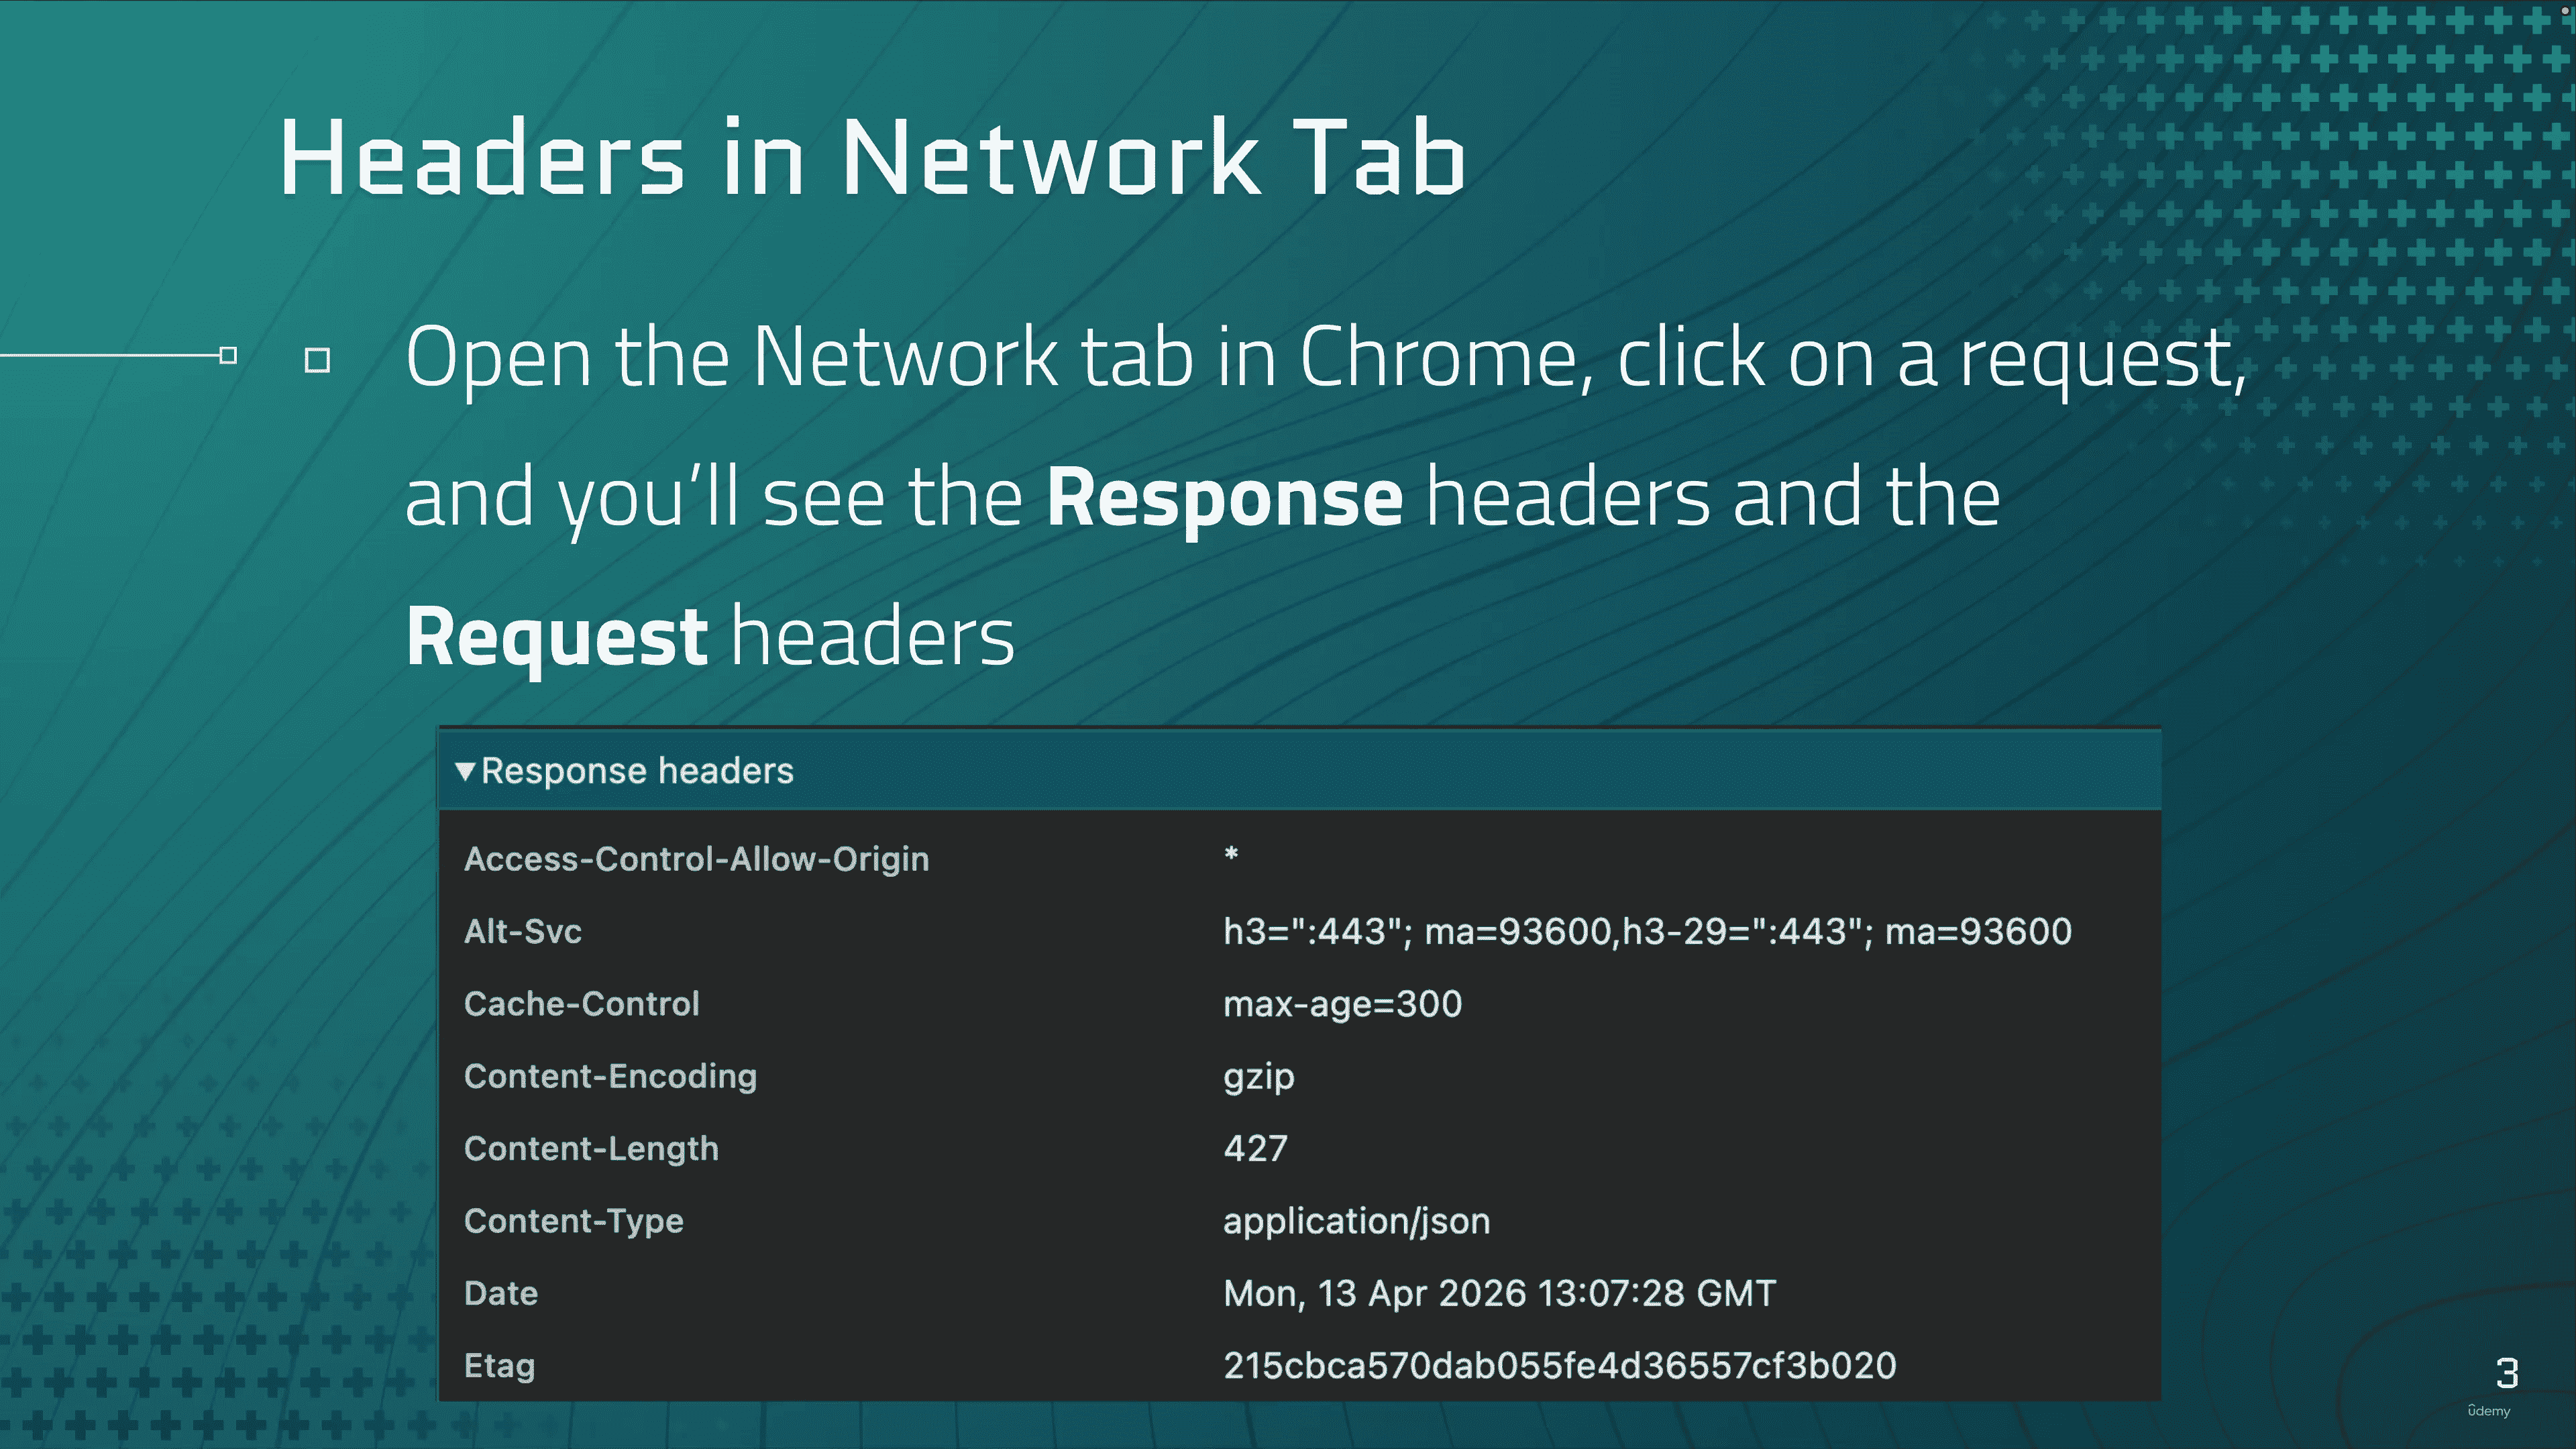 Headers in Network Tab
Open the Network tab in Chrome, click on a request,
and you’ll see the Response headers and the
Request headers
▼Response headers
Access-Control-Allow-Origin *
Alt-Svc h3=":443"; ma=93600,h3-29=":443"; ma=93600
Cache-Control max-age=300
Content-Encoding gzip
Content-Length 427
Content-Type application/json
Date Mon, 13 Apr 2026 13:07:28 GMT
Etag 215cbca570dab055fe4d36557cf3b020
3
ûdemy